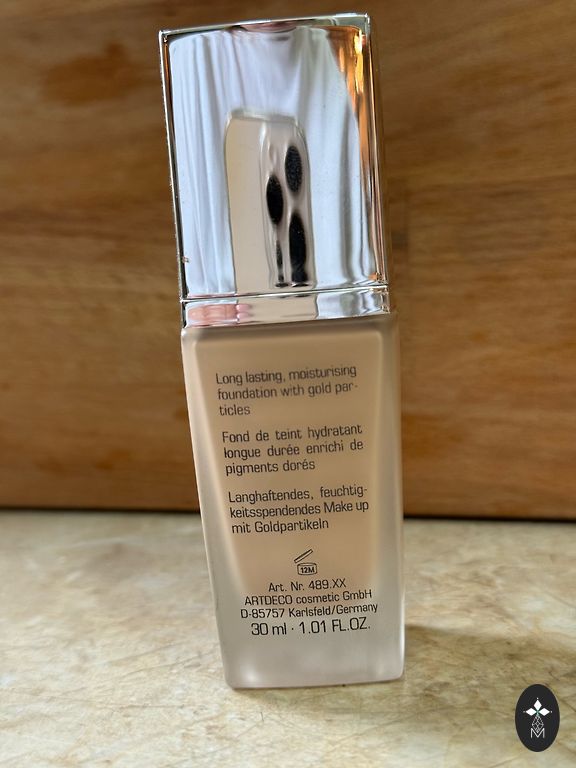 Long lasting, moisturising
foundation with gold par-
ticles
Fond de teint hydratant
longue durée enrichi de
pigments dorés
Langhaftendes, feuchtig-
keitsspendendes Make up
mit Goldpartikeln
12M
Art. Nr. 489.XX
ARTDECO cosmetic GmbH
D-85757 Karlsfeld/Germany
30 ml · 1.01 FL.OZ.
M